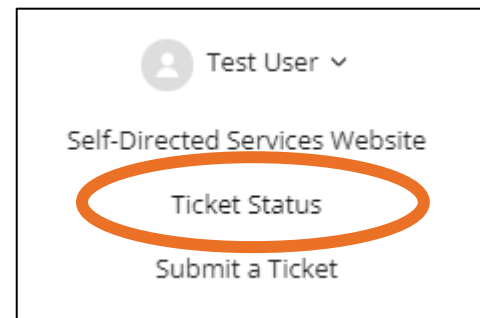 Test User
Self-Directed Services Website
Ticket Status
Submit a Ticket